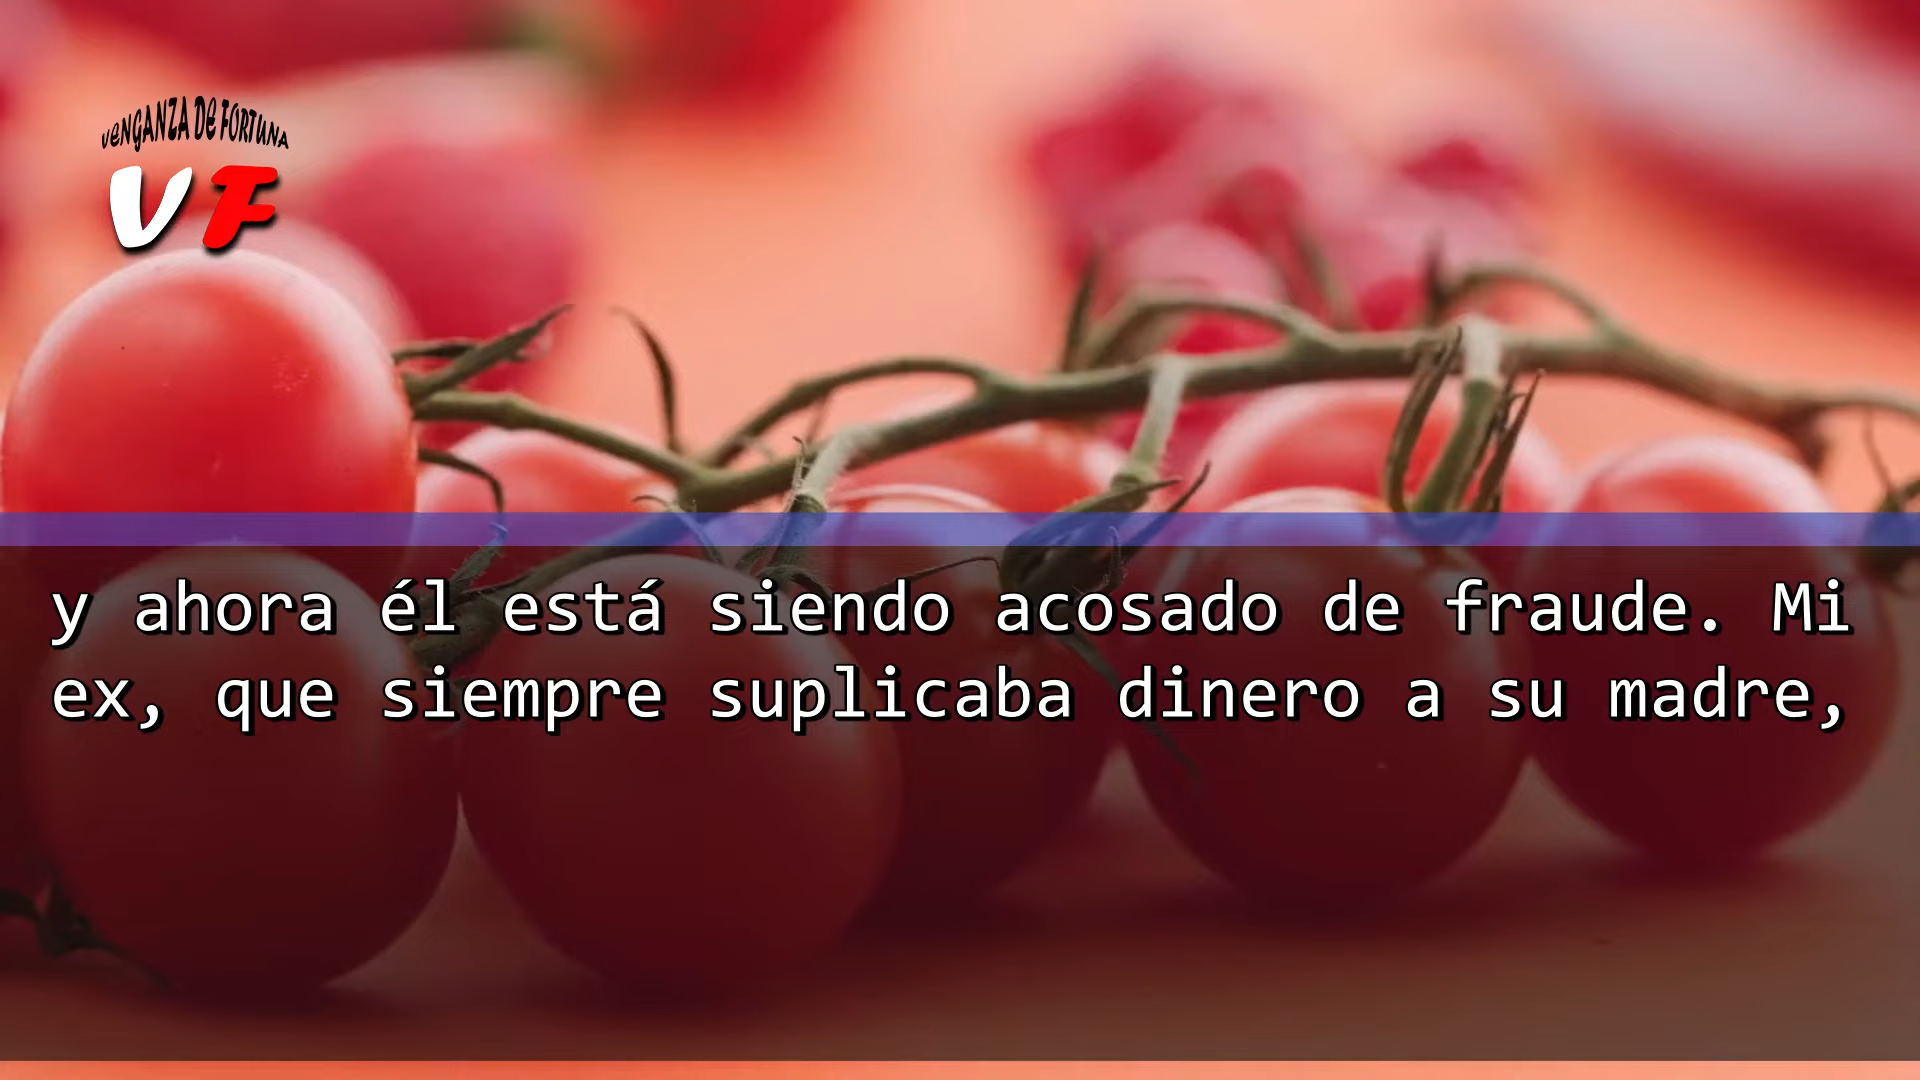 VENGANZA DE FORTUNA
VF
y ahora él está siendo acosado de fraude. Mi
ex, que siempre suplicaba dinero a su madre,